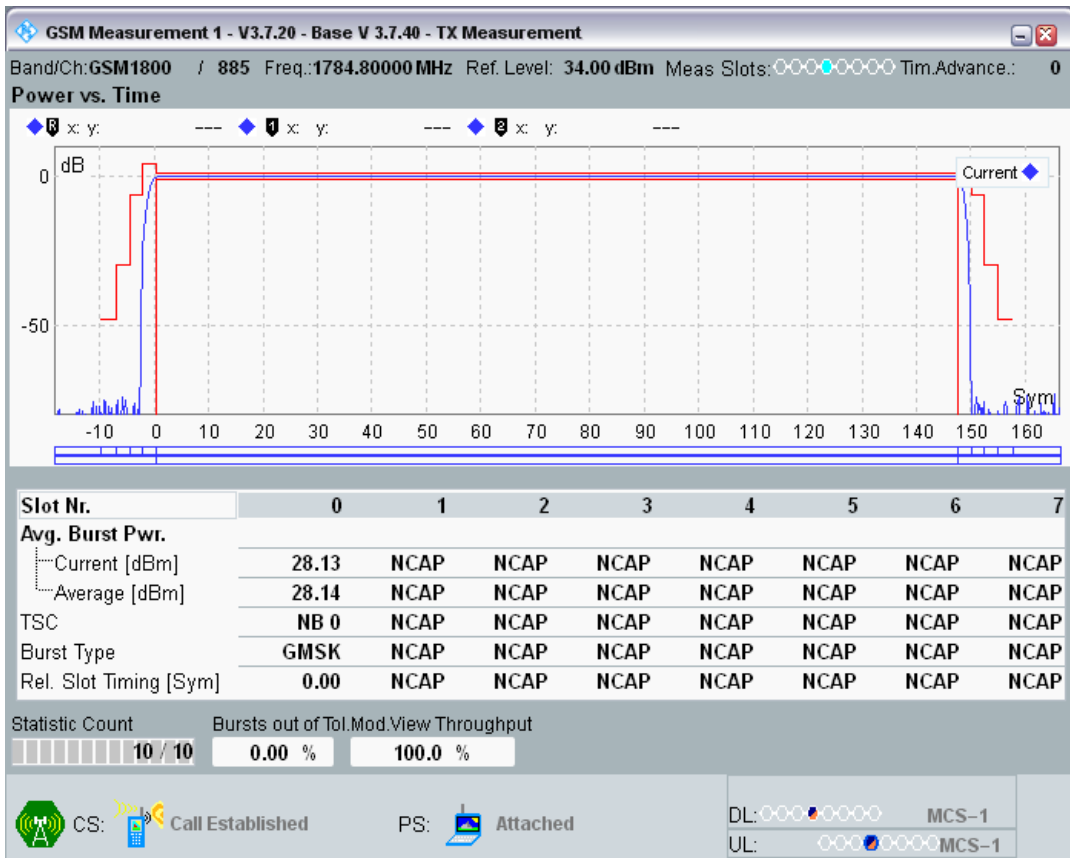 GSM Measurement 1 - V3.7.20 - Base V 3.7.40 - TX Measurement
Band/Ch:GSM1800 / 885 Freq.:1784.80000 MHz Ref. Level: 34.00 dBm Meas Slots: Tim.Advance.: 0
Power vs. Time
R x: y: --- 1 x: y: --- 2 x: y: ---
dB
0
Current
-50
Sym
-10 0 10 20 30 40 50 60 70 80 90 100 110 120 130 140 150 160
Slot Nr. 0 1 2 3 4 5 6 7
Avg. Burst Pwr.
Current [dBm] 28.13 NCAP NCAP NCAP NCAP NCAP NCAP NCAP
Average [dBm] 28.14 NCAP NCAP NCAP NCAP NCAP NCAP NCAP
TSC NB 0 NCAP NCAP NCAP NCAP NCAP NCAP NCAP
Burst Type GMSK NCAP NCAP NCAP NCAP NCAP NCAP NCAP
Rel. Slot Timing [Sym] 0.00 NCAP NCAP NCAP NCAP NCAP NCAP NCAP
Statistic Count Bursts out of Tol.Mod.View Throughput
10 / 10 0.00 % 100.0 %
CS: Call Established PS: Attached
DL: MCS-1
UL: MCS-1